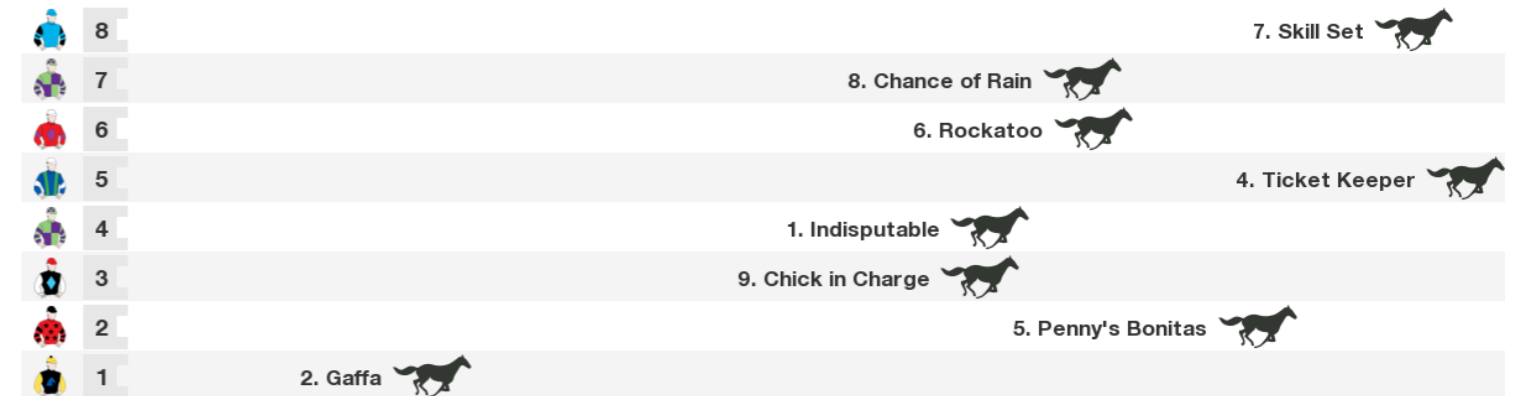 8 7. Skill Set
7 8. Chance of Rain
6 6. Rockatoo
5 4. Ticket Keeper
4 1. Indisputable
3 9. Chick in Charge
2 5. Penny's Bonitas
1 2. Gaffa